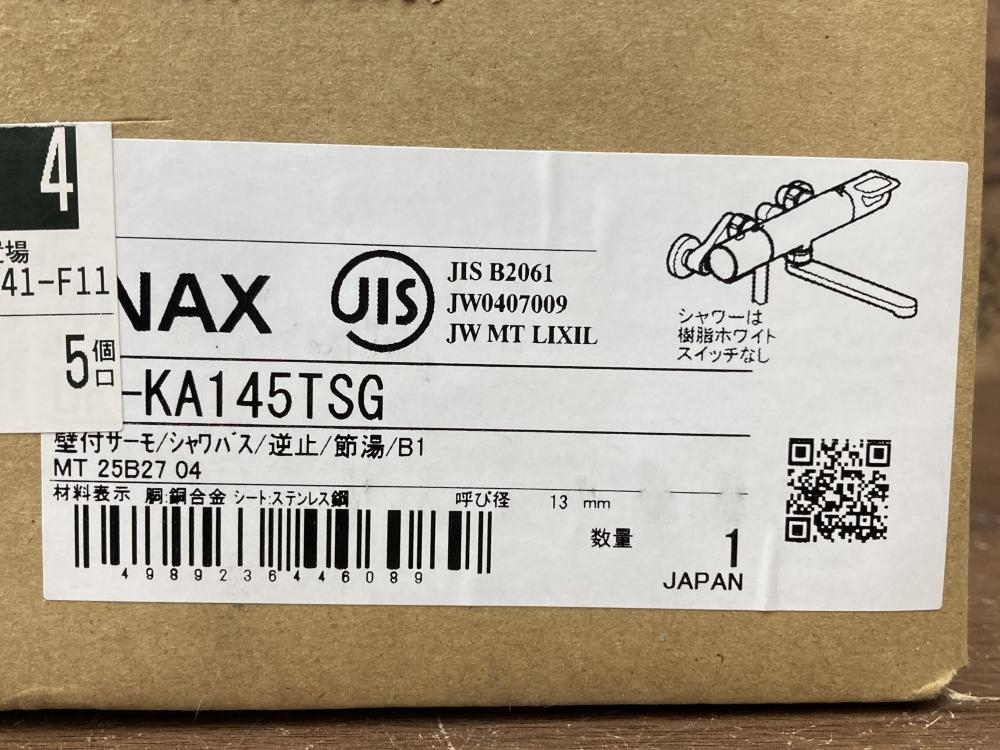 4
場
41-F11
5個口
NAX
JIS
JIS B2061
JW0407009
JW MT LIXIL
シャワーは
樹脂ホワイト
スイッチなし
-KA145TSG
壁付サーモ/シャワバス/逆止/節湯/B1
MT 25B27 04
材料表示 胴:銅合金 シート:ステンレス鋼 呼び径 13 mm
数量 1
4989236446089
JAPAN